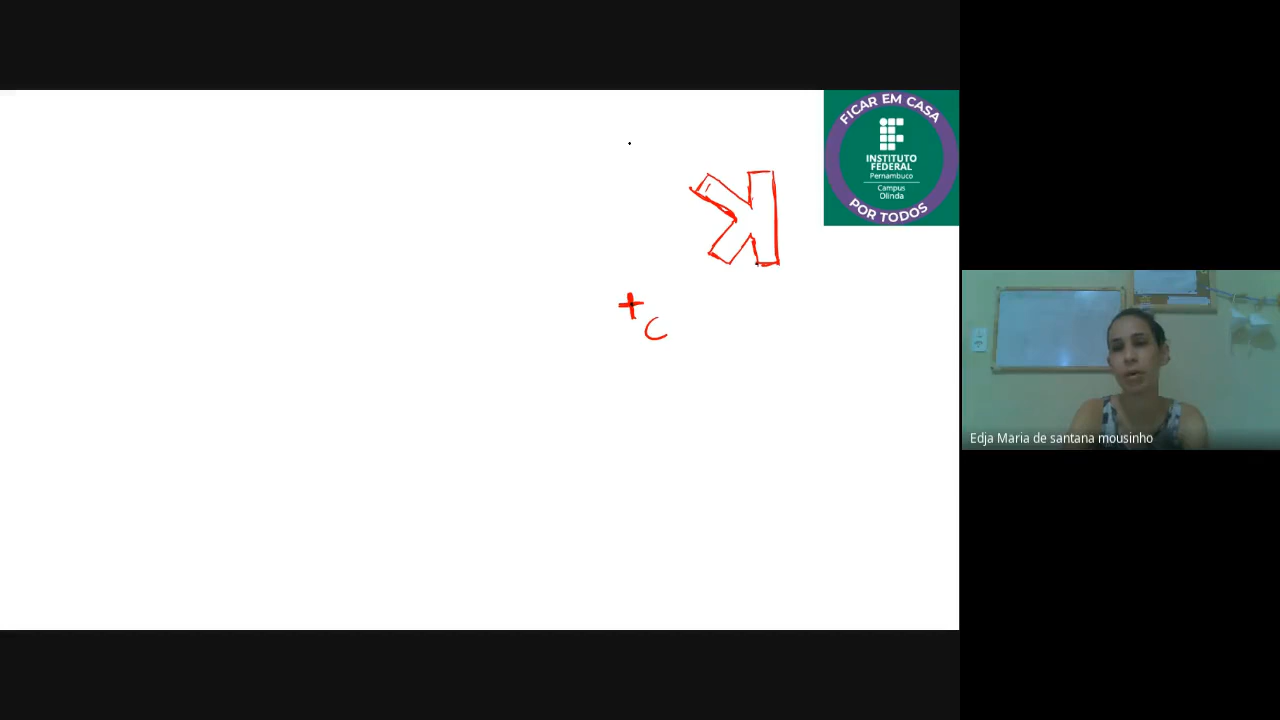 FICAR EM CASA
INSTITUTO
FEDERAL
Pernambuco
Campus
Olinda
POR TODOS
K
+
C
Edja Maria de santana mousinho